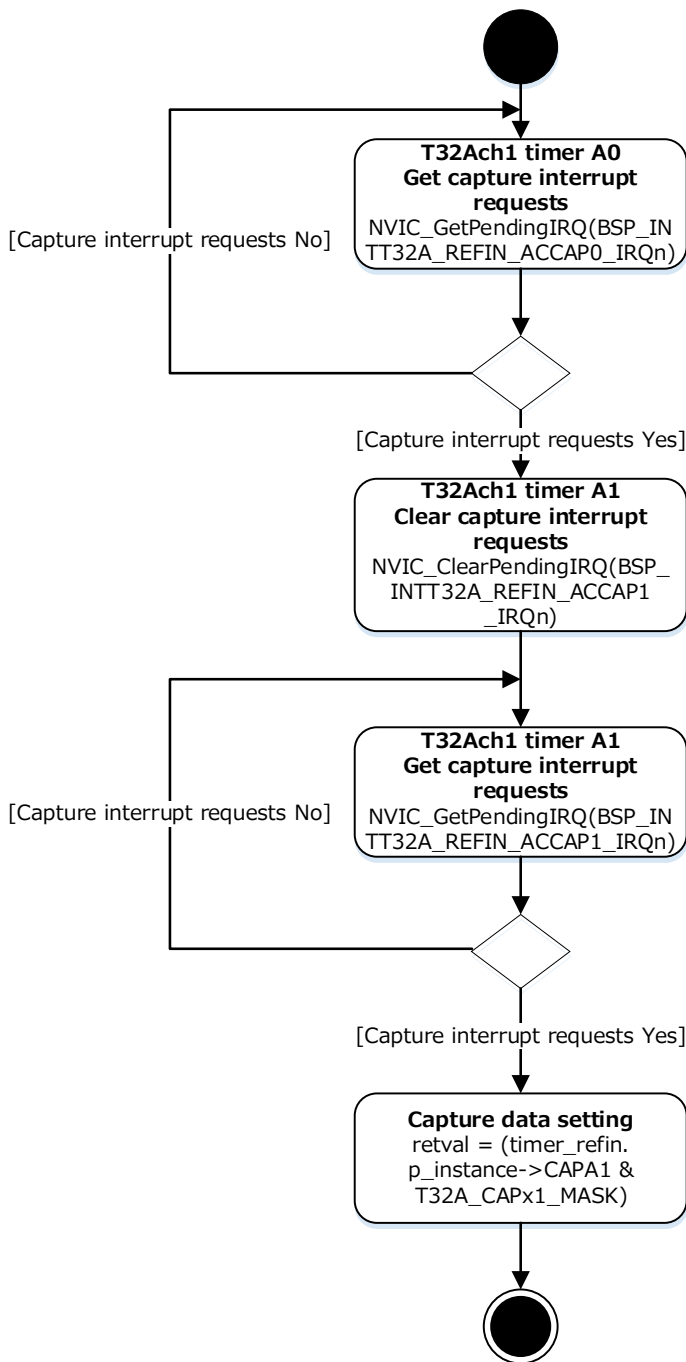 T32Ach1 timer A0
Get capture interrupt
requests
NVIC_GetPendingIRQ(BSP_IN
TT32A_REFIN_ACCAP0_IRQn)
[Capture interrupt requests No]
[Capture interrupt requests Yes]
T32Ach1 timer A1
Clear capture interrupt
requests
NVIC_ClearPendingIRQ(BSP_
INTT32A_REFIN_ACCAP1
_IRQn)
T32Ach1 timer A1
Get capture interrupt
requests
NVIC_GetPendingIRQ(BSP_IN
TT32A_REFIN_ACCAP1_IRQn)
[Capture interrupt requests No]
[Capture interrupt requests Yes]
Capture data setting
retval = (timer_refin.
p_instance->CAPA1 &
T32A_CAPx1_MASK)